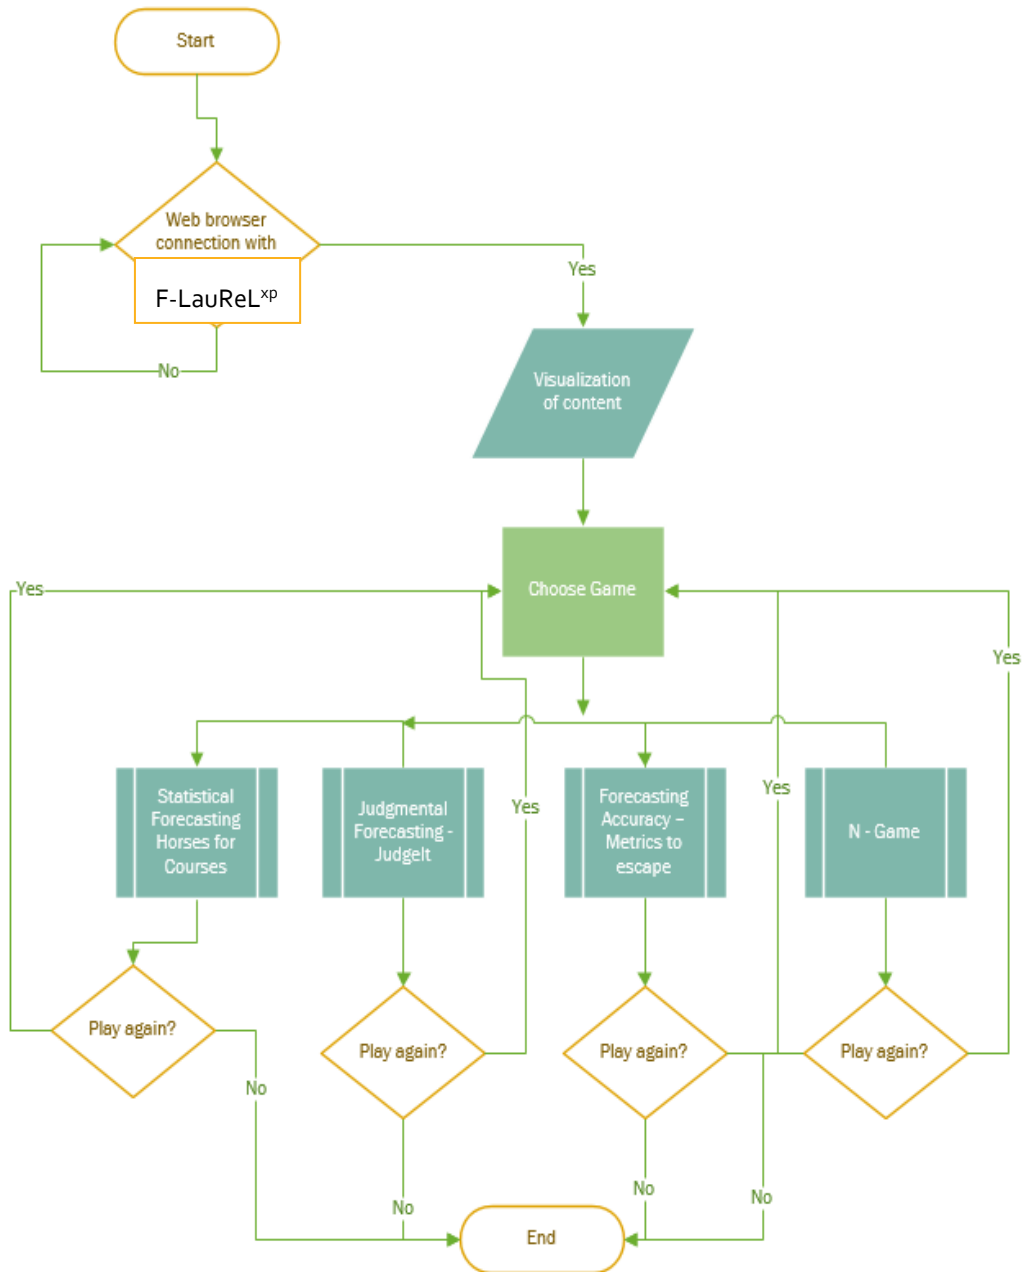 Start
Web browser
connection with
F-LauReLxp
No
Yes
Visualization
of content
Choose Game
Yes
Yes
Yes
Yes
Statistical
Forecasting
Horses for
Courses
Judgmental
Forecasting -
JudgeIt
Forecasting
Accuracy –
Metrics to
escape
N - Game
Play again?
Play again?
Play again?
Play again?
No
No
No
No
End